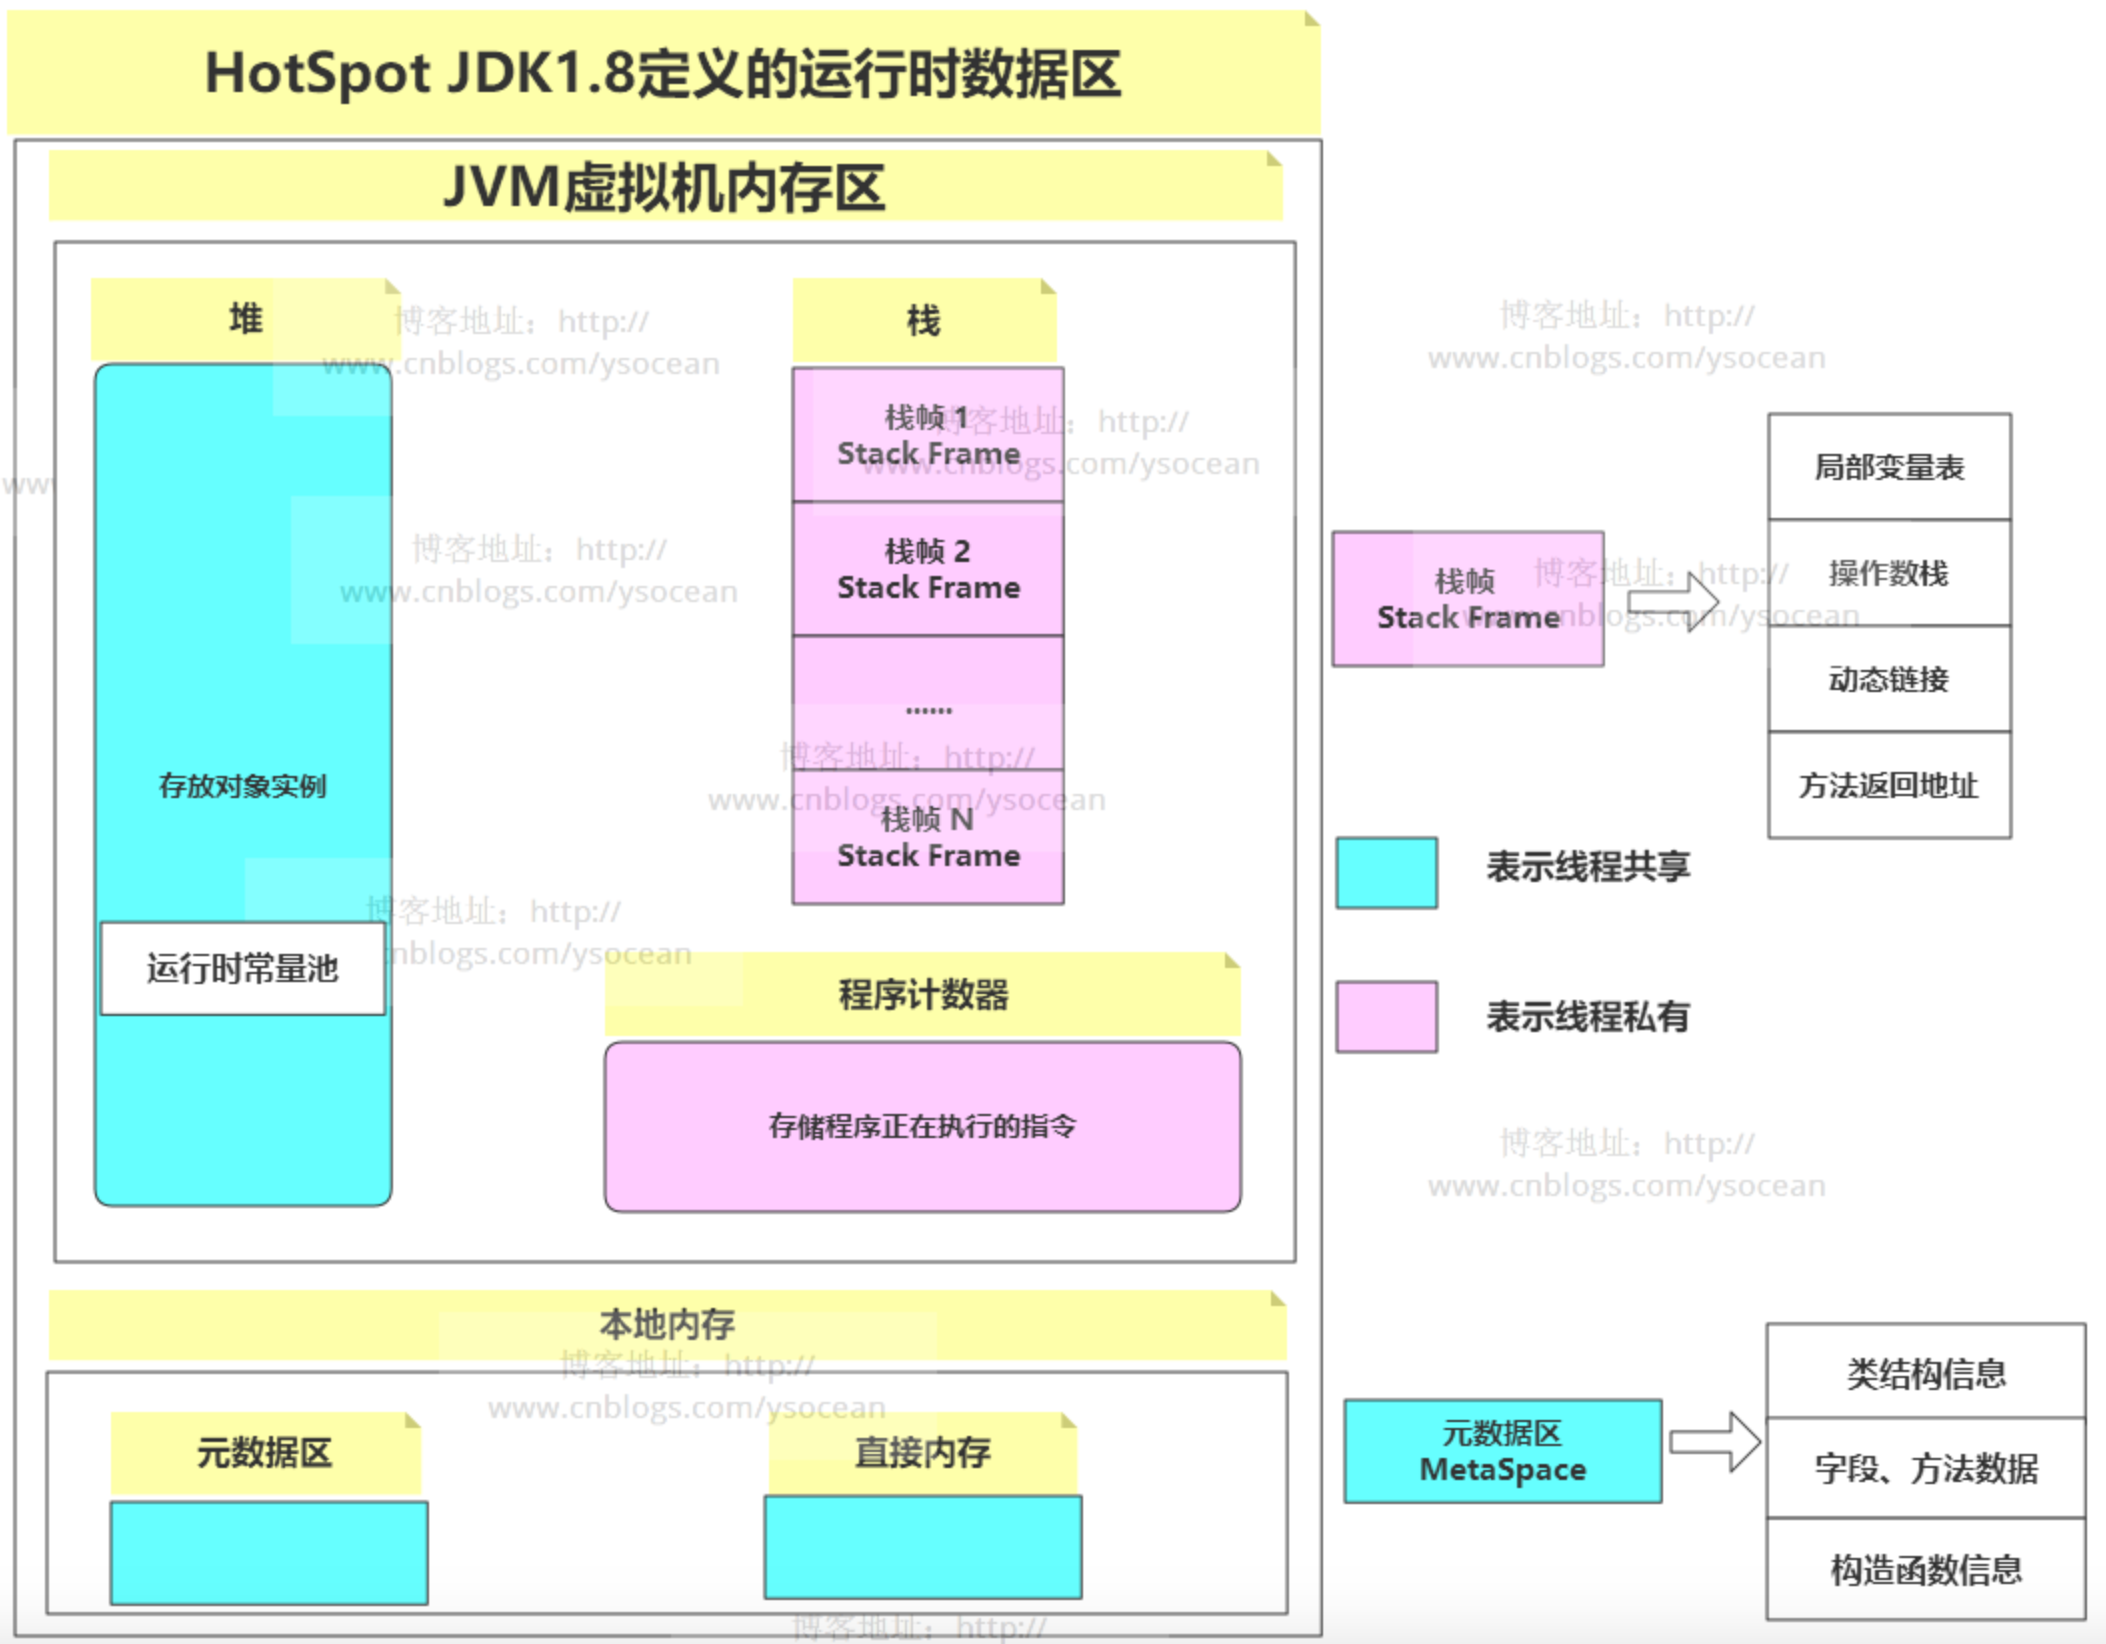 HotSpot JDK1.8定义的运行时数据区
JVM虚拟机内存区
堆
栈
博客地址：http://
www.cnblogs.com/ysocean
博客地址：http://
www.cnblogs.com/ysocean
栈帧 1
Stack Frame
博客地址：http://
www.cnblogs.com/ysocean
局部变量表
www
栈帧 2
Stack Frame
博客地址：http://
www.cnblogs.com/ysocean
栈帧
Stack Frame
博客地址：http://
www.cnblogs.com/ysocean
操作数栈
动态链接
......
博客地址：http://
www.cnblogs.com/ysocean
存放对象实例
方法返回地址
栈帧 N
Stack Frame
表示线程共享
博客地址：http://
cnblogs.com/ysocean
运行时常量池
程序计数器
表示线程私有
存储程序正在执行的指令
博客地址：http://
www.cnblogs.com/ysocean
本地内存
博客地址：http://
www.cnblogs.com/ysocean
元数据区
直接内存
元数据区
MetaSpace
类结构信息
字段、方法数据
构造函数信息
博客地址：http://